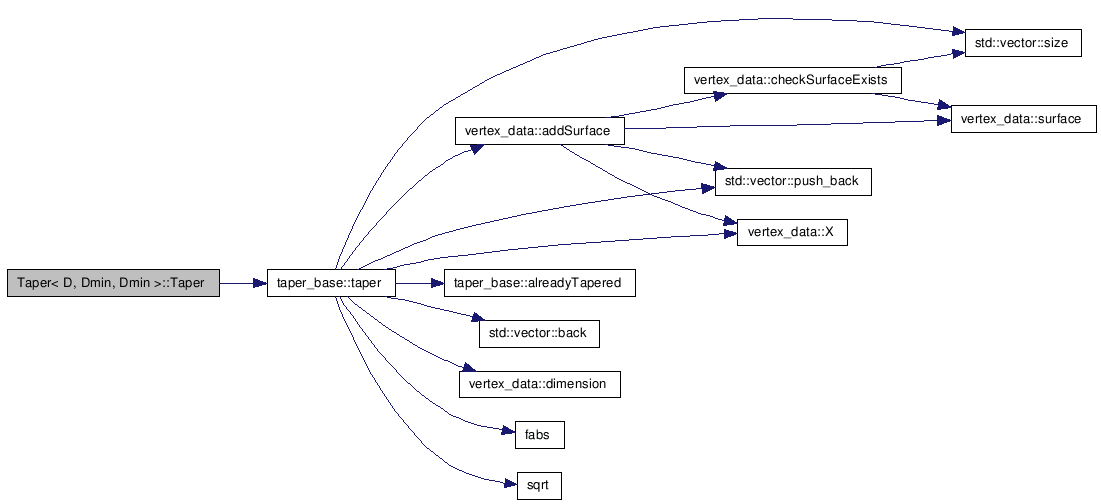 std::vector::size
vertex_data::checkSurfaceExists
vertex_data::surface
vertex_data::addSurface
std::vector::push_back
vertex_data::X
Taper< D, Dmin, Dmin >::Taper
taper_base::taper
taper_base::alreadyTapered
std::vector::back
vertex_data::dimension
fabs
sqrt